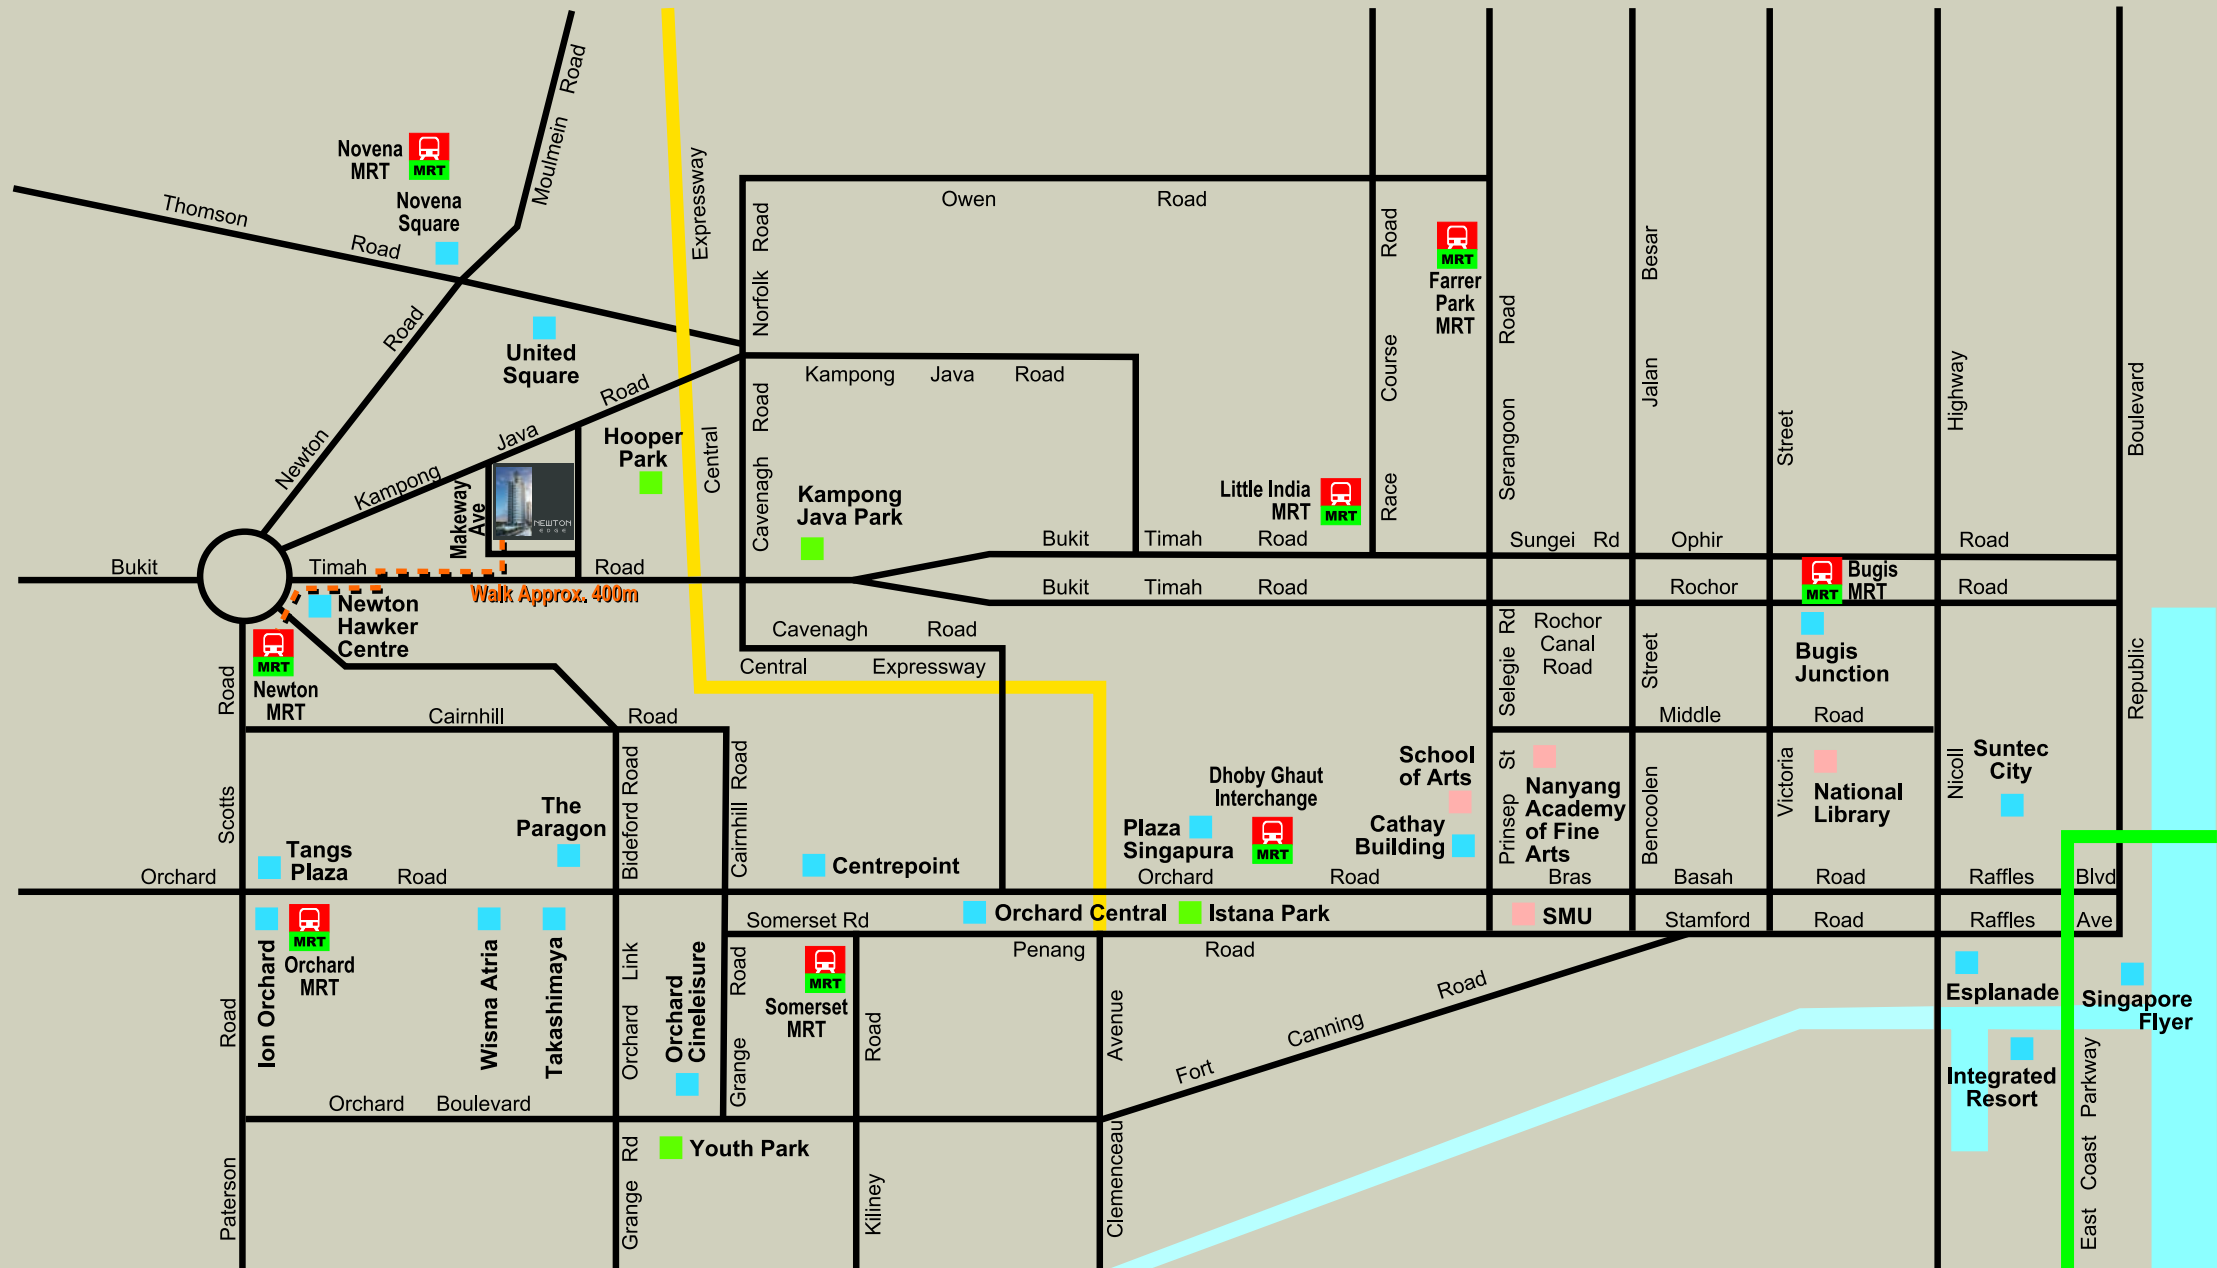 Novena
MRT
MRT
Novena
Square
Thomson Road
Moulmein Road
Newton Road
United
Square
Kampong Java Road
Central Expressway
Norfolk Road
Owen Road
Cavenagh Road
Kampong Java Road
Hooper
Park
Makeway
Ave
NEWTON
EDGE
Kampong
Java Park
Race Course Road
MRT
Farrer
Park
MRT
Serangoon Road
Jalan Besar
Victoria Street
Nicoll Highway
Republic Boulevard
Little India
MRT
MRT
Bukit Timah Road
Bukit Timah Road
Sungei Rd
Ophir Road
Bukit Timah Road
Rochor Road
Walk Approx. 400m
Newton
Hawker
Centre
MRT
Newton
MRT
MRT
Bugis
MRT
Bugis
Junction
Cavenagh Road
Central Expressway
Selegie Rd
Rochor
Canal
Road
Bencoolen Street
Middle Road
Scotts Road
Cairnhill Road
Bideford Road
Cairnhill Road
The
Paragon
Tangs
Plaza
Centrepoint
Dhoby Ghaut
Interchange
MRT
Plaza
Singapura
School
of Arts
Cathay
Building
Prinsep St
Nanyang
Academy
of Fine
Arts
National
Library
Suntec
City
Orchard Road
Orchard Road
Bras Basah Road
Raffles Blvd
Ion Orchard
MRT
Orchard
MRT
Wisma Atria
Takashimaya
Orchard Link
Orchard
Cineleisure
Somerset Rd
Orchard Central
Istana Park
SMU
Stamford Road
Raffles Ave
Penang Road
Grange Road
MRT
Somerset
MRT
Kiliney Road
Clemenceau Avenue
Fort Canning Road
Esplanade
Singapore
Flyer
Integrated
Resort
East Coast Parkway
Paterson Road
Orchard Boulevard
Grange Rd
Youth Park